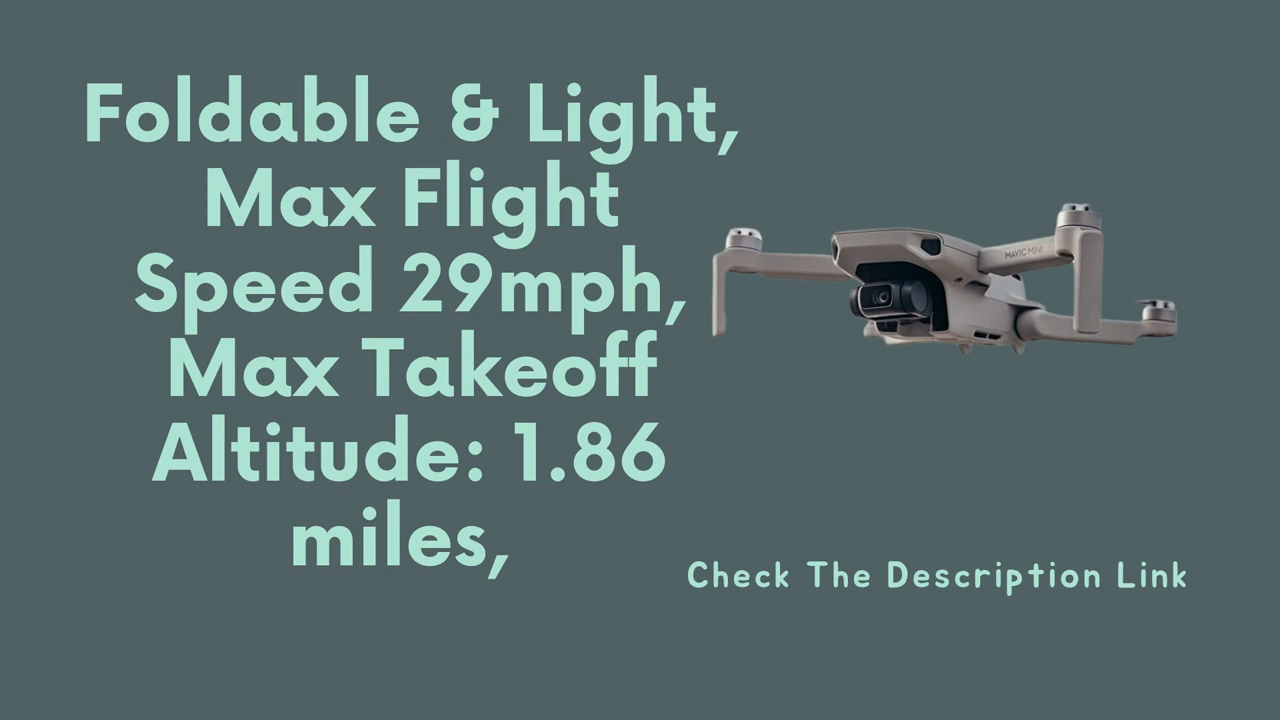 Foldable & Light,
Max Flight
Speed 29mph,
Max Takeoff
Altitude: 1.86
miles,
MAVIC MINI
Check The Description Link